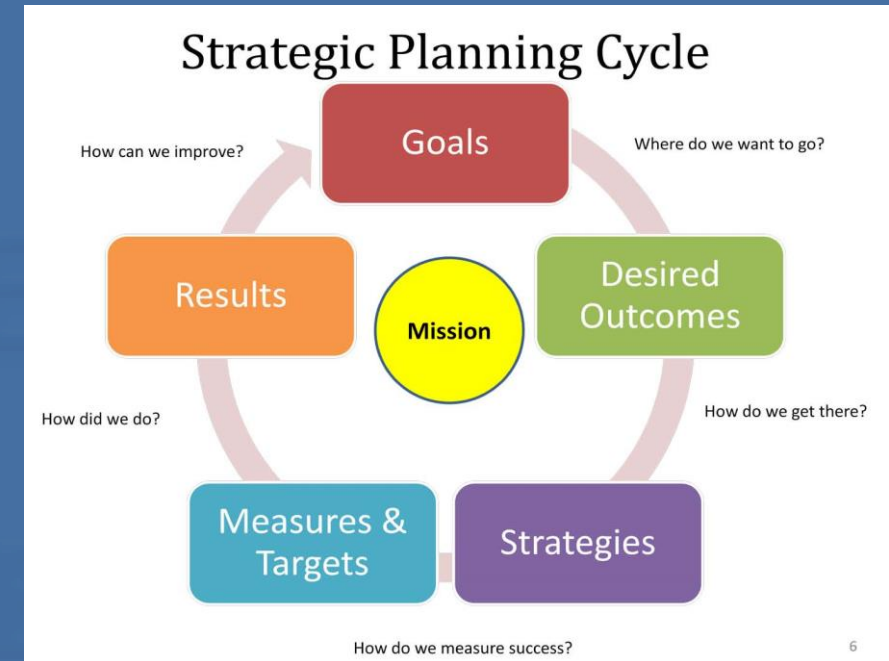 Strategic Planning Cycle
Goals
How can we improve?
Where do we want to go?
Results
Desired
Outcomes
Mission
How did we do?
How do we get there?
Measures &
Targets
Strategies
How do we measure success?
6